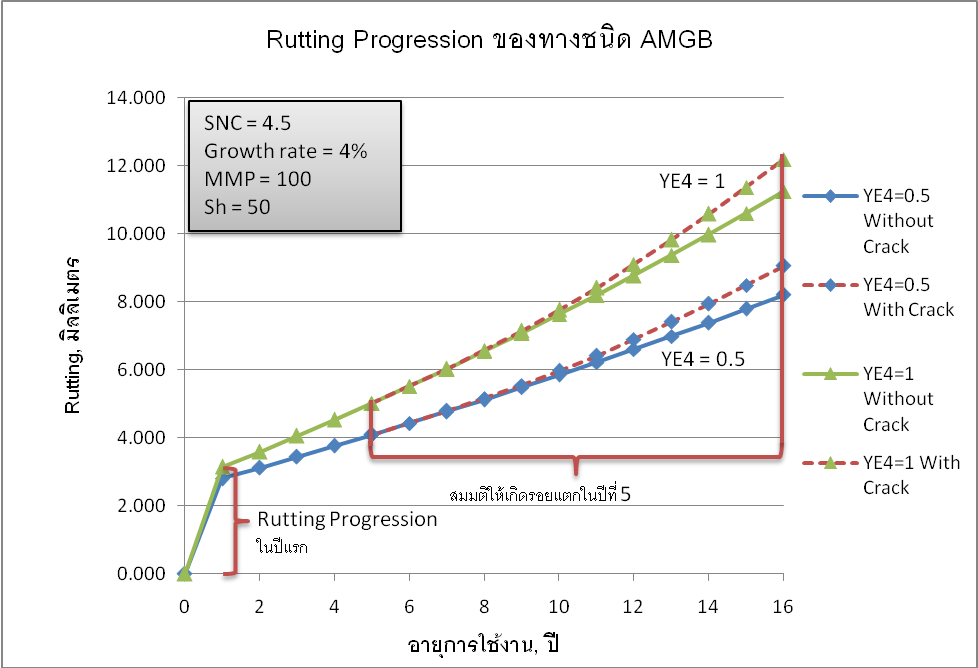 Rutting Progression ของทางชนิด AMGB
14.000
12.000
10.000
8.000
6.000
4.000
2.000
0.000
Rutting, มิลลิเมตร
SNC = 4.5
Growth rate = 4%
MMP = 100
Sh = 50
YE4 = 1
YE4 = 0.5
สมมติให้เกิดรอยแตกในปีที่ 5
Rutting Progression
ในปีแรก
0 2 4 6 8 10 12 14 16
อายุการใช้งาน, ปี
YE4=0.5
Without
Crack
YE4=0.5
With Crack
YE4=1
Without
Crack
YE4=1 With
Crack